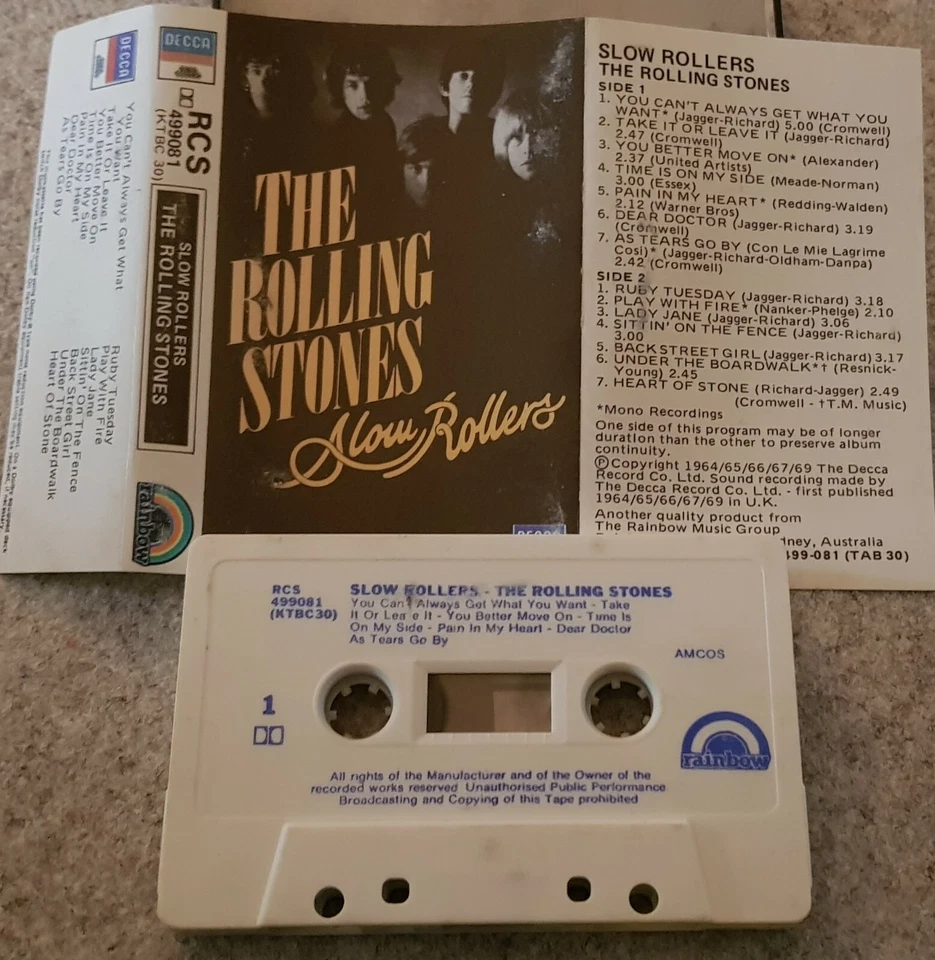 You Can't Always Get What
You Want
Take It Or Leave It
You Better Move On
Time Is On My Side
Pain In My Heart
Dear Doctor
As Tears Go By
Ruby Tuesday
Play With Fire
Lady Jane
Sittin' On The Fence
Back Street Girl
Under The Boardwalk
Heart Of Stone
DECCA
DECCA
RCS
499081
(KTBC 30)
SLOW ROLLERS
THE ROLLING STONES
rainbow
THE
ROLLING
STONES
Slow Rollers
DECCA
SLOW ROLLERS
THE ROLLING STONES
SIDE 1
1. YOU CAN'T ALWAYS GET WHAT YOU
WANT* (Jagger-Richard) 5.00 (Cromwell)
2. TAKE IT OR LEAVE IT (Jagger-Richard)
2.47 (Cromwell)
3. YOU BETTER MOVE ON* (Alexander)
2.37 (United Artists)
4. TIME IS ON MY SIDE (Meade-Norman)
3.00 (Essex)
5. PAIN IN MY HEART* (Redding-Walden)
2.12 (Warner Bros)
6. DEAR DOCTOR (Jagger-Richard) 3.19
(Cromwell)
7. AS TEARS GO BY (Con Le Mie Lagrime
Cosi)* (Jagger-Richard-Oldham-Danpa)
2.42 (Cromwell)
SIDE 2
1. RUBY TUESDAY (Jagger-Richard) 3.18
2. PLAY WITH FIRE* (Nanker-Phelge) 2.10
3. LADY JANE (Jagger-Richard) 3.06
4. SITTIN' ON THE FENCE (Jagger-Richard)
3.00
5. BACK STREET GIRL (Jagger-Richard) 3.17
6. UNDER THE BOARDWALK*† (Resnick-
Young) 2.45
7. HEART OF STONE (Richard-Jagger) 2.49
(Cromwell - †T.M. Music)
*Mono Recordings
One side of this program may be of longer
duration than the other to preserve album
continuity.
Ⓟ Copyright 1964/65/66/67/69 The Decca
Record Co. Ltd. Sound recording made by
The Decca Record Co. Ltd. - first published
1964/65/66/67/69 in U.K.
Another quality product from
The Rainbow Music Group
dney, Australia
499-081 (TAB 30)
RCS
499081
(KTBC30)
SLOW ROLLERS - THE ROLLING STONES
You Can't Always Get What You Want - Take
It Or Leave It - You Better Move On - Time Is
On My Side - Pain In My Heart - Dear Doctor
As Tears Go By
AMCOS
1
rainbow
All rights of the Manufacturer and of the Owner of the
recorded works reserved Unauthorised Public Performance
Broadcasting and Copying of this Tape prohibited